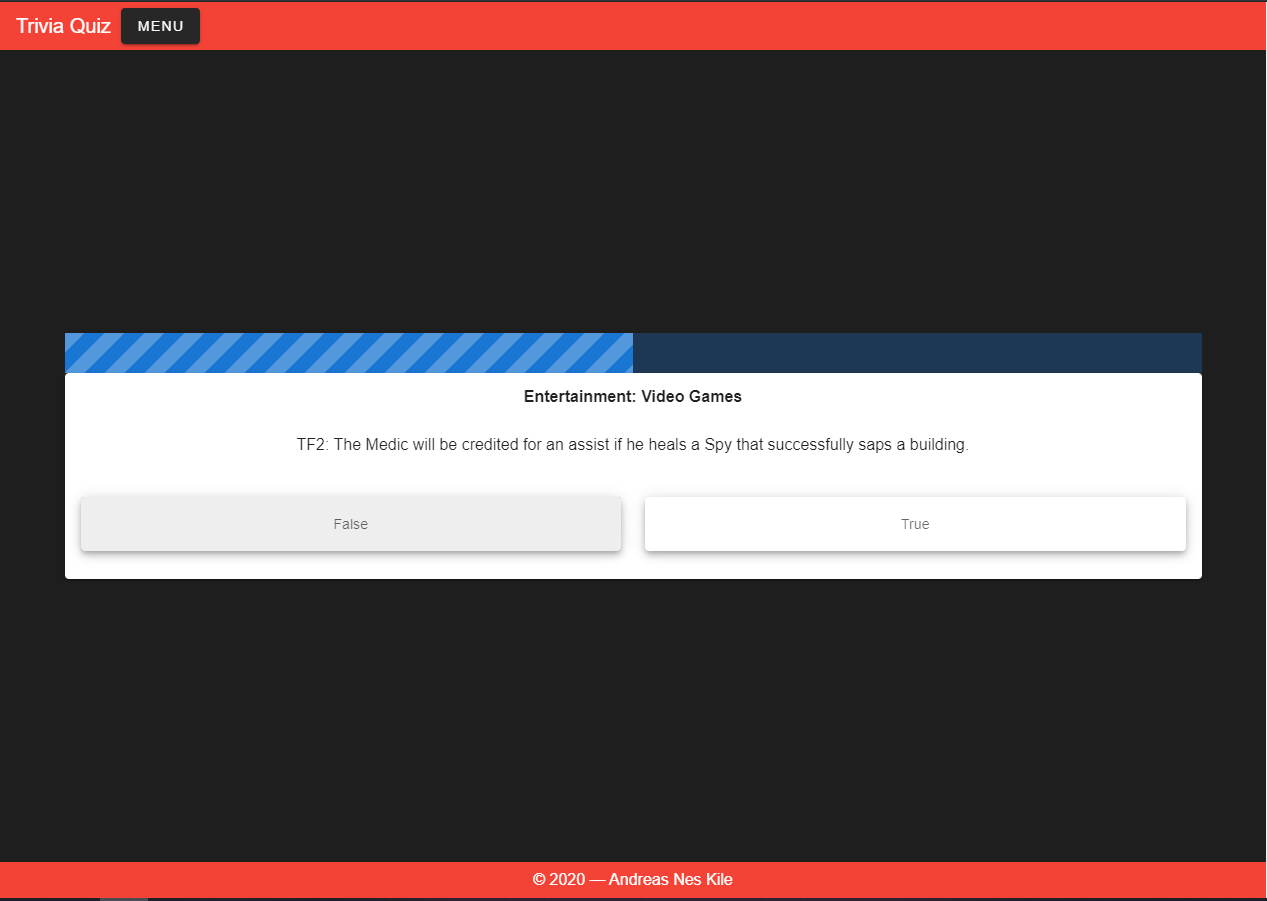 Trivia Quiz MENU
Entertainment: Video Games
TF2: The Medic will be credited for an assist if he heals a Spy that successfully saps a building.
False True
© 2020 — Andreas Nes Kile